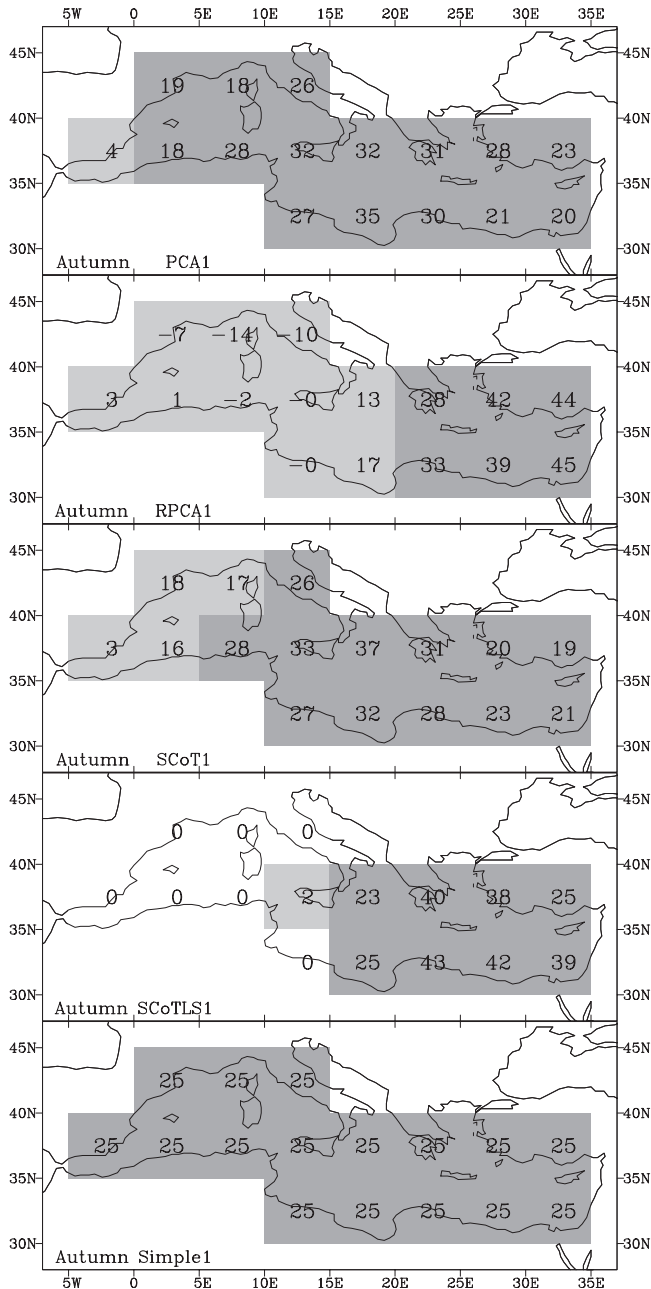 5W 0 5E 10E 15E 20E 25E 30E 35E
45N 45N
19 18 26
40N 40N
4 18 28 32 32 31 28 23
35N 35N
27 35 30 21 20
30N 30N
Autumn PCA1
45N 45N
−7 −14 −10
40N 40N
3 1 −2 −0 13 28 42 44
35N 35N
−0 17 33 39 45
30N 30N
Autumn RPCA1
45N 45N
18 17 26
40N 40N
3 16 28 33 37 31 20 19
35N 35N
27 32 28 23 21
30N 30N
Autumn SCoT1
45N 45N
0 0 0
40N 40N
0 0 0 2 23 40 38 25
35N 35N
0 25 43 42 39
30N 30N
Autumn SCoTLS1
45N 45N
25 25 25
40N 40N
25 25 25 25 25 25 25 25
35N 35N
25 25 25 25 25
30N 30N
Autumn Simple1
5W 0 5E 10E 15E 20E 25E 30E 35E